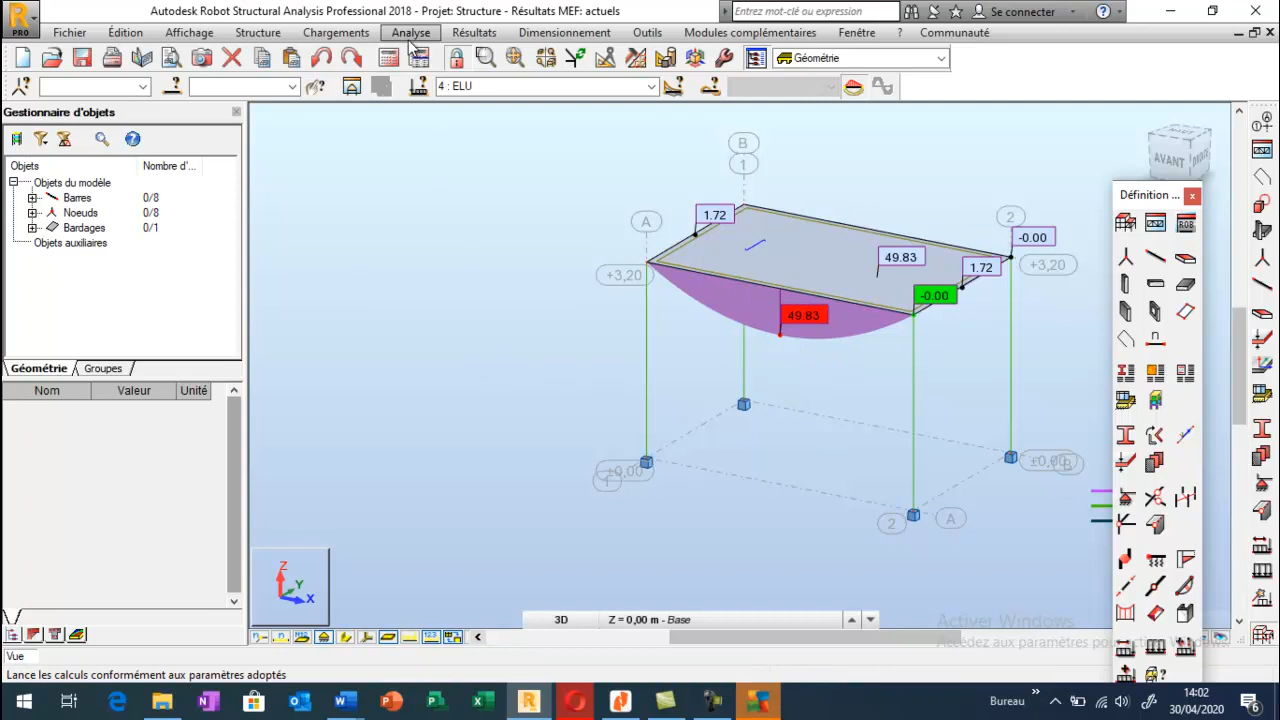 Autodesk Robot Structural Analysis Professional 2018 - Projet: Structure - Résultats MEF: actuels
Entrez mot-clé ou expression
Se connecter
PRO
Fichier Édition Affichage Structure Chargements Analyse Résultats Dimensionnement Outils Modules complémentaires Fenêtre ? Communauté
Géométrie
4 : ELU
Gestionnaire d'objets
Objets Nombre d'...
Objets du modèle
Barres 0/8
Noeuds 0/8
Bardages 0/1
Objets auxiliaires
Géométrie Groupes
Nom Valeur Unité
AVANT
DROITE
Définition ...
B
1
A
1.72
2
-0.00
49.83
1.72
+3,20
+3,20
-0.00
49.83
±0,00
1
±0,00
B
2
A
Z
Y
X
3D Z = 0,00 m - Base
Activer Windows
Accédez aux paramètres pour activer Windows.
Vue
Lance les calculs conformément aux paramètres adoptés
Bureau
14:02
30/04/2020
6